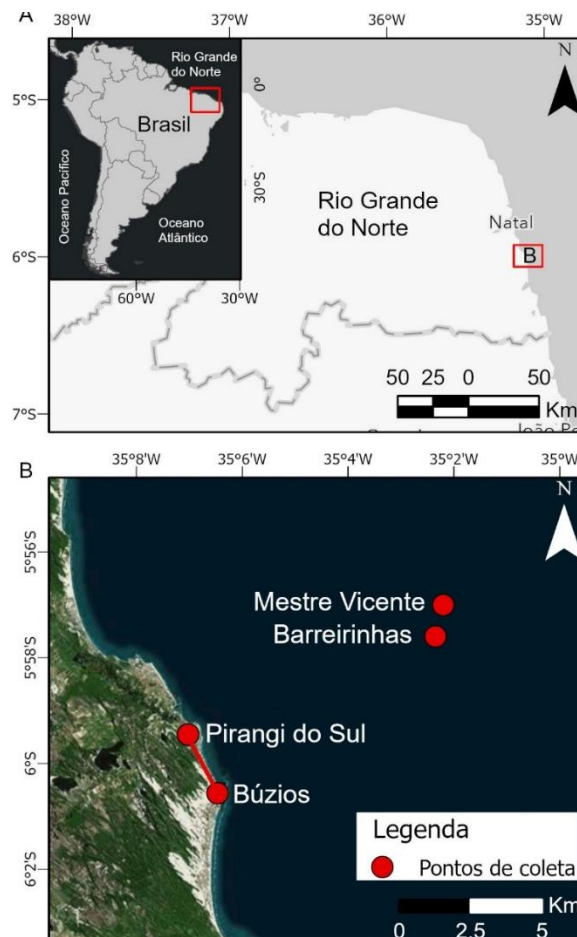 A
38°W
37°W
36°W
35°W
Rio Grande
do Norte
N
0°
5°S
Brasil
Oceano Pacífico
30°S
Rio Grande
do Norte
Oceano
Atlântico
Natal
6°S
B
60°W
30°W
50 25 0 50
Km
7°S
B
35°8'W
35°6'W
35°4'W
35°2'W
35°0'W
N
5°56'S
Mestre Vicente
Barreirinhas
5°58'S
Pirangi do Sul
6°S
Búzios
Legenda
Pontos de coleta
6°2'S
Km
0 2,5 5